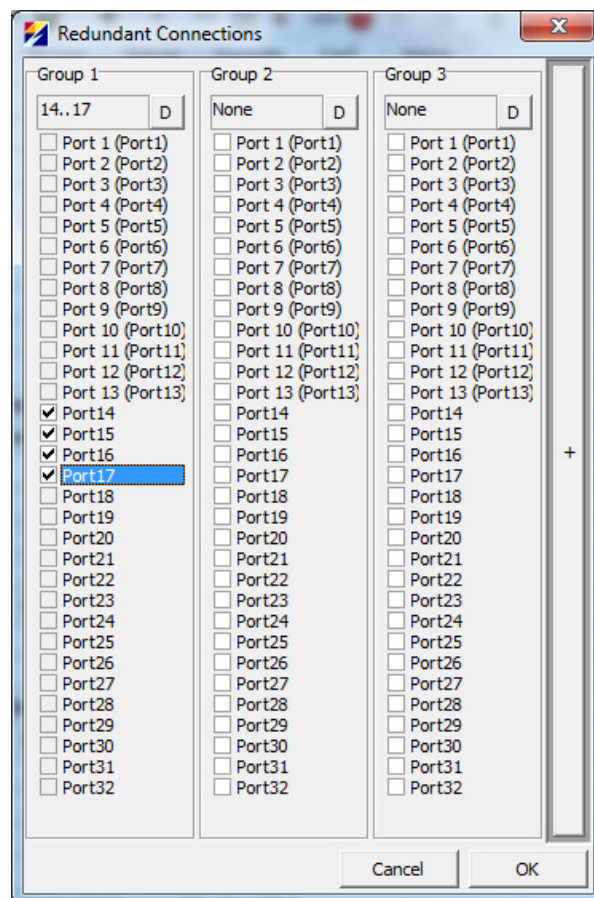 Redundant Connections
X
Group 1
14..17
D
Port 1 (Port1)
Port 2 (Port2)
Port 3 (Port3)
Port 4 (Port4)
Port 5 (Port5)
Port 6 (Port6)
Port 7 (Port7)
Port 8 (Port8)
Port 9 (Port9)
Port 10 (Port10)
Port 11 (Port11)
Port 12 (Port12)
Port 13 (Port13)
Port14
Port15
Port16
Port17
Port18
Port19
Port20
Port21
Port22
Port23
Port24
Port25
Port26
Port27
Port28
Port29
Port30
Port31
Port32
Group 2
None
D
Port 1 (Port1)
Port 2 (Port2)
Port 3 (Port3)
Port 4 (Port4)
Port 5 (Port5)
Port 6 (Port6)
Port 7 (Port7)
Port 8 (Port8)
Port 9 (Port9)
Port 10 (Port10)
Port 11 (Port11)
Port 12 (Port12)
Port 13 (Port13)
Port14
Port15
Port16
Port17
Port18
Port19
Port20
Port21
Port22
Port23
Port24
Port25
Port26
Port27
Port28
Port29
Port30
Port31
Port32
Group 3
None
D
Port 1 (Port1)
Port 2 (Port2)
Port 3 (Port3)
Port 4 (Port4)
Port 5 (Port5)
Port 6 (Port6)
Port 7 (Port7)
Port 8 (Port8)
Port 9 (Port9)
Port 10 (Port10)
Port 11 (Port11)
Port 12 (Port12)
Port 13 (Port13)
Port14
Port15
Port16
Port17
Port18
Port19
Port20
Port21
Port22
Port23
Port24
Port25
Port26
Port27
Port28
Port29
Port30
Port31
Port32
+
Cancel
OK